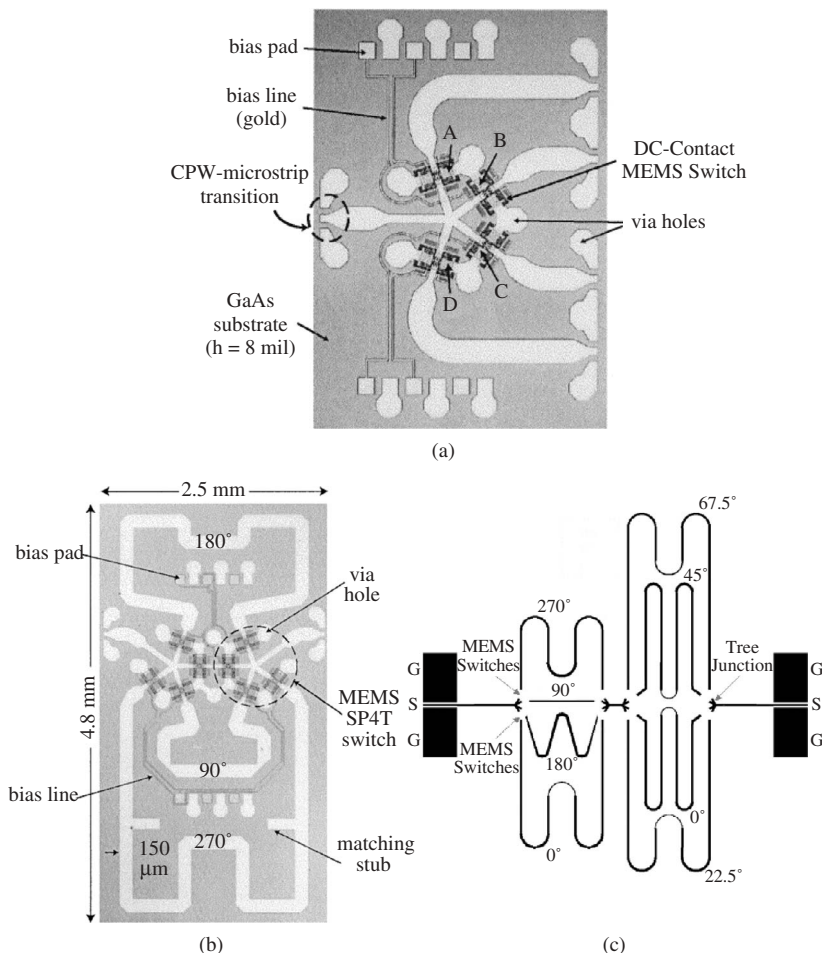 bias pad
bias line
(gold)
CPW-microstrip
transition
GaAs
substrate
(h = 8 mil)
A
B
C
D
DC-Contact
MEMS Switch
via holes
(a)
2.5 mm
4.8 mm
180°
bias pad
via
hole
MEMS
SP4T
switch
90°
bias line
270°
150
μm
matching
stub
(b)
67.5°
45°
270°
MEMS
Switches
90°
Tree
Junction
G
S
G
G
S
G
MEMS
Switches
180°
0°
0°
22.5°
(c)